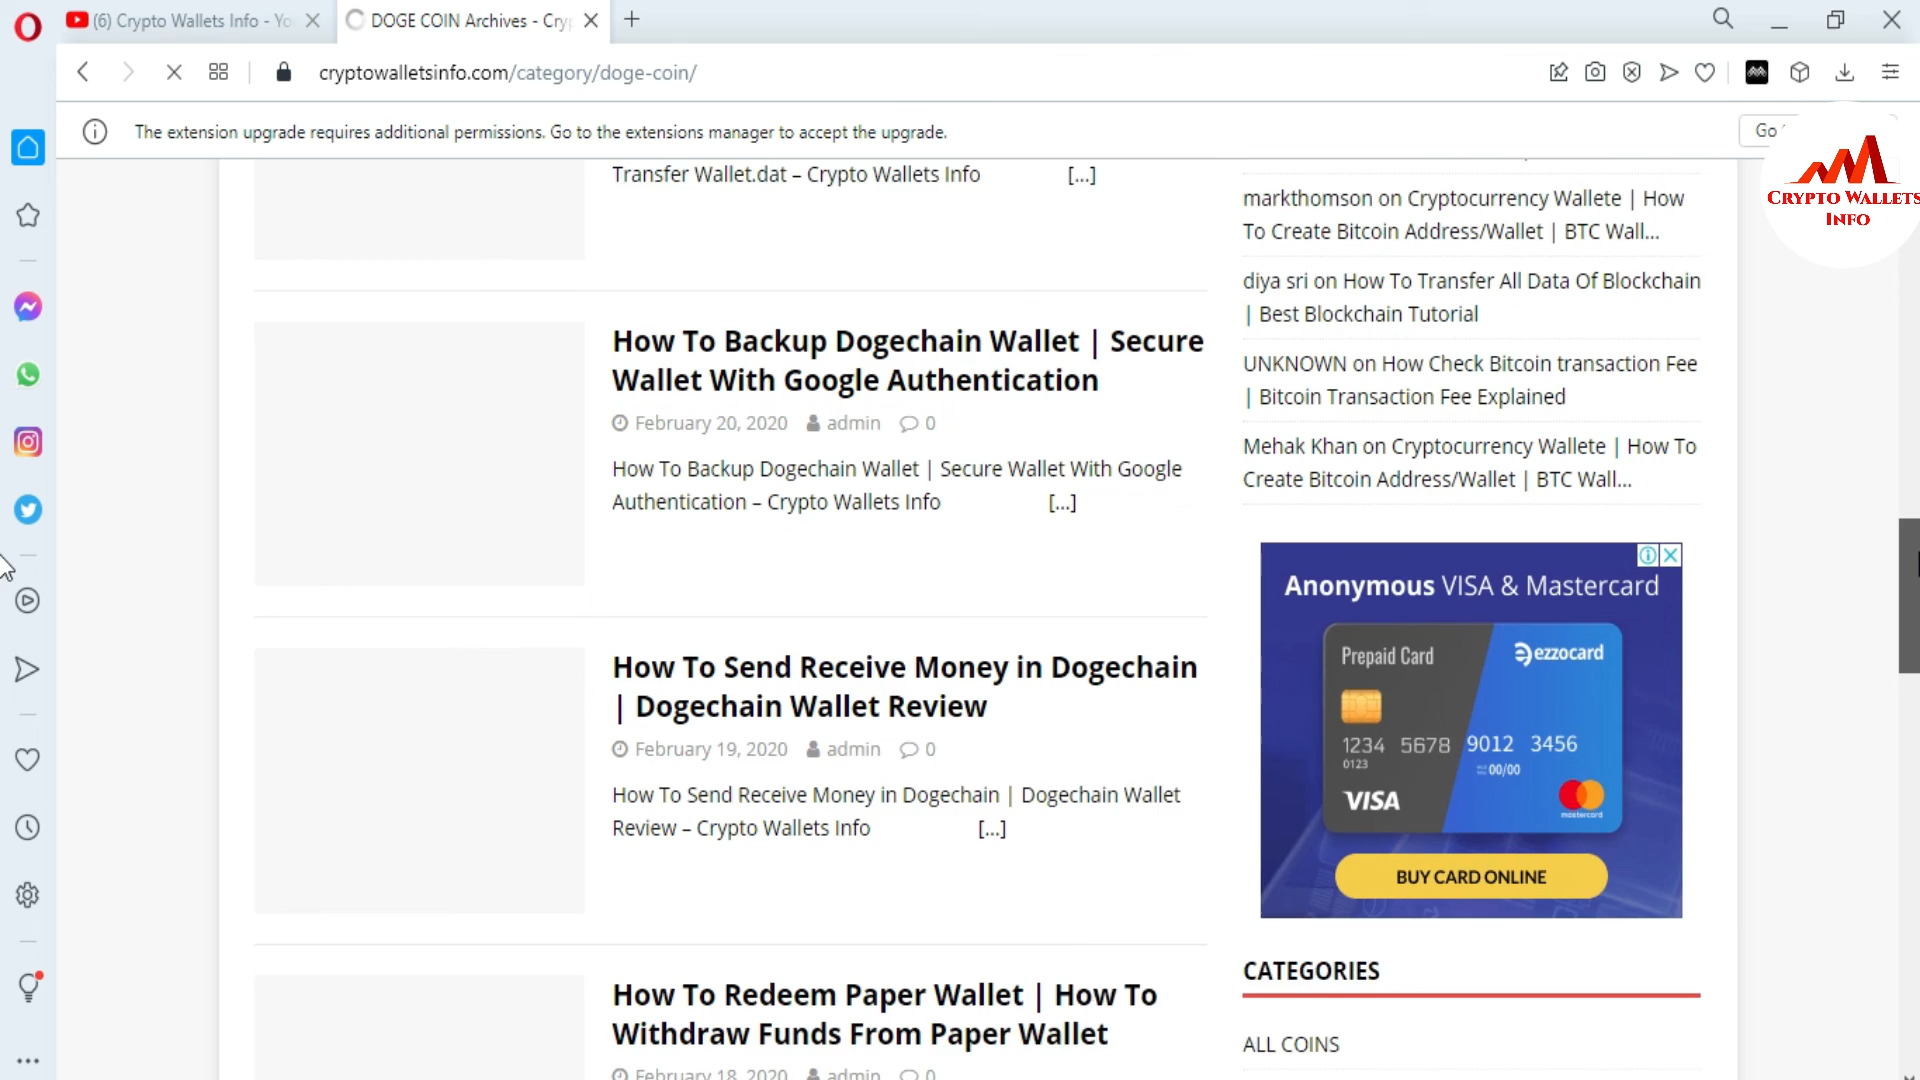 (6) Crypto Wallets Info - Yo
DOGE COIN Archives - Cry
cryptowalletsinfo.com/category/doge-coin/
The extension upgrade requires additional permissions. Go to the extensions manager to accept the upgrade.
Go
CRYPTO WALLETS
INFO
Transfer Wallet.dat – Crypto Wallets Info [...]
How To Backup Dogechain Wallet | Secure
Wallet With Google Authentication
February 20, 2020 admin 0
How To Backup Dogechain Wallet | Secure Wallet With Google
Authentication – Crypto Wallets Info [...]
How To Send Receive Money in Dogechain
| Dogechain Wallet Review
February 19, 2020 admin 0
How To Send Receive Money in Dogechain | Dogechain Wallet
Review – Crypto Wallets Info [...]
How To Redeem Paper Wallet | How To
Withdraw Funds From Paper Wallet
February 18, 2020 admin 0
markthomson on Cryptocurrency Wallete | How
To Create Bitcoin Address/Wallet | BTC Wall...
diya sri on How To Transfer All Data Of Blockchain
| Best Blockchain Tutorial
UNKNOWN on How Check Bitcoin transaction Fee
| Bitcoin Transaction Fee Explained
Mehak Khan on Cryptocurrency Wallete | How To
Create Bitcoin Address/Wallet | BTC Wall...
Anonymous VISA & Mastercard
Prepaid Card ezzocard
1234 5678 9012 3456
0123 00/00
VISA
mastercard
BUY CARD ONLINE
CATEGORIES
ALL COINS